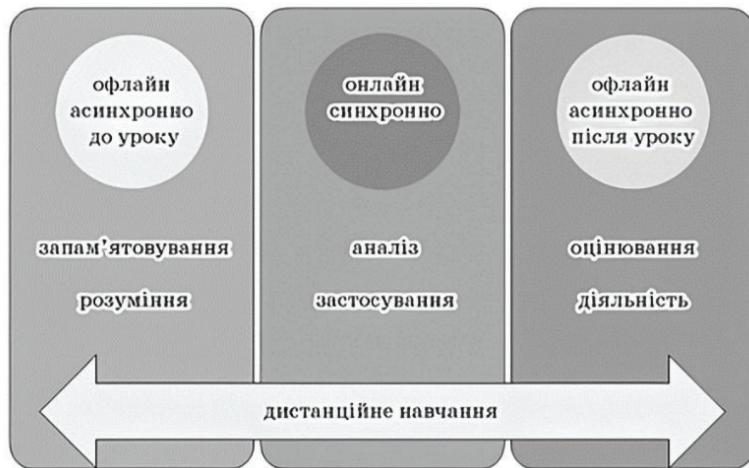 офлайн
асинхронно
до уроку
запам'ятовування
розуміння
онлайн
синхронно
аналіз
застосування
офлайн
асинхронно
після уроку
оцінювання
діяльність
дистанційне навчання